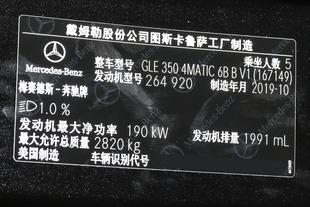 戴姆勒股份公司图斯卡鲁萨工厂制造
乘坐人数 5
整车型号 GLE 350 4MATIC 6B B V1 (167149)
Mercedes-Benz
发动机型号 264 920
制造年月 2019-10
梅赛德斯-奔驰牌
1.0 %
发动机最大净功率 190 kW
发动机排量 1991 mL
最大允许总质量 2820 kg
美国制造
车辆识别代号